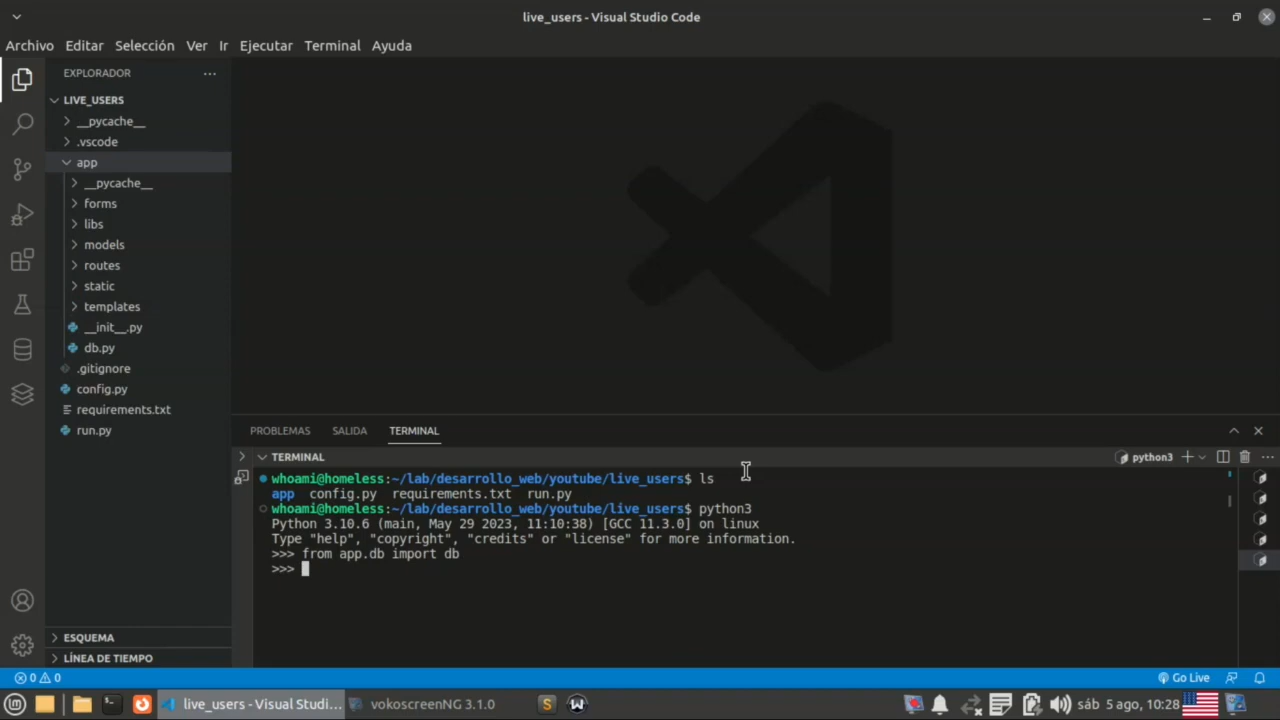 live_users - Visual Studio Code
Archivo Editar Selección Ver Ir Ejecutar Terminal Ayuda
EXPLORADOR
LIVE_USERS
__pycache__
.vscode
app
__pycache__
forms
libs
models
routes
static
templates
__init__.py
db.py
.gitignore
config.py
requirements.txt
run.py
ESQUEMA
LÍNEA DE TIEMPO
PROBLEMAS SALIDA TERMINAL
TERMINAL
python3
whoami@homeless:~/lab/desarrollo_web/youtube/live_users$ ls
app config.py requirements.txt run.py
whoami@homeless:~/lab/desarrollo_web/youtube/live_users$ python3
Python 3.10.6 (main, May 29 2023, 11:10:38) [GCC 11.3.0] on linux
Type "help", "copyright", "credits" or "license" for more information.
>>> from app.db import db
>>>
0 0
Go Live
live_users - Visual Studi... vokoscreenNG 3.1.0 sáb 5 ago, 10:28